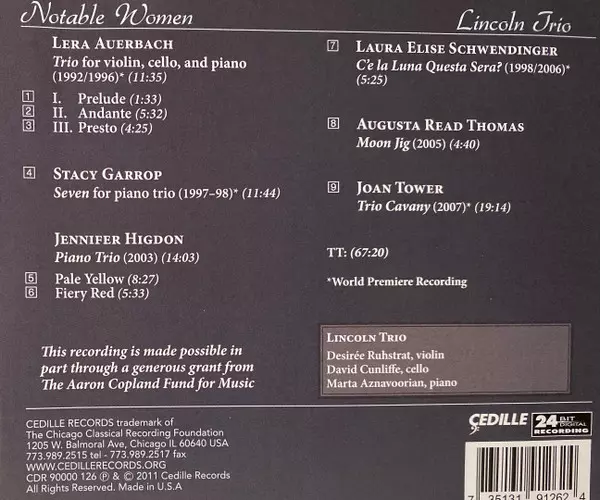 Notable Women
Lincoln Trio
LERA AUERBACH
Trio for violin, cello, and piano
(1992/1996)* (11:35)
1 I. Prelude (1:33)
2 II. Andante (5:32)
3 III. Presto (4:25)
4 STACY GARROP
Seven for piano trio (1997–98)* (11:44)
JENNIFER HIGDON
Piano Trio (2003) (14:03)
5 Pale Yellow (8:27)
6 Fiery Red (5:33)
7 LAURA ELISE SCHWENDINGER
C'e la Luna Questa Sera? (1998/2006)*
(5:25)
8 AUGUSTA READ THOMAS
Moon Jig (2005) (4:40)
9 JOAN TOWER
Trio Cavany (2007)* (19:14)
TT: (67:20)
*World Premiere Recording
This recording is made possible in
part through a generous grant from
The Aaron Copland Fund for Music
LINCOLN TRIO
Desirée Ruhstrat, violin
David Cunliffe, cello
Marta Aznavoorian, piano
CEDILLE RECORDS trademark of
The Chicago Classical Recording Foundation
1205 W. Balmoral Ave, Chicago IL 60640 USA
773.989.2515 tel - 773.989.2517 fax
WWW.CEDILLERECORDS.ORG
CDR 90000 126 ℗ & © 2011 Cedille Records
All Rights Reserved. Made in U.S.A
CEDILLE
24 BIT DIGITAL
RECORDING
7 35131 91262 4